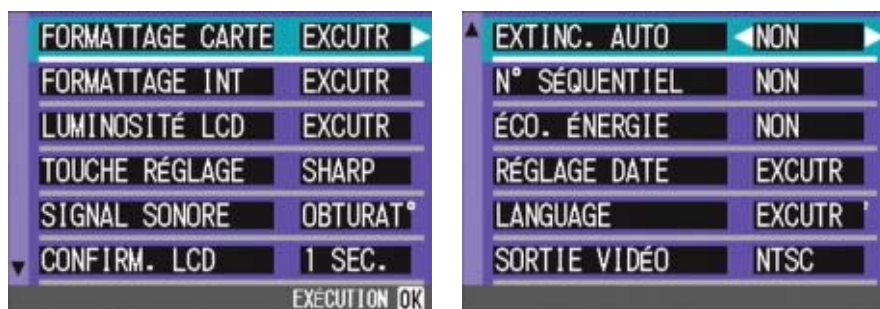 FORMATTAGE CARTE EXCUTR
FORMATTAGE INT EXCUTR
LUMINOSITÉ LCD EXCUTR
TOUCHE RÉGLAGE SHARP
SIGNAL SONORE OBTURAT°
CONFIRM. LCD 1 SEC.
EXÉCUTION OK
EXTINC. AUTO NON
N° SÉQUENTIEL NON
ÉCO. ÉNERGIE NON
RÉGLAGE DATE EXCUTR
LANGUAGE EXCUTR ’
SORTIE VIDÉO NTSC